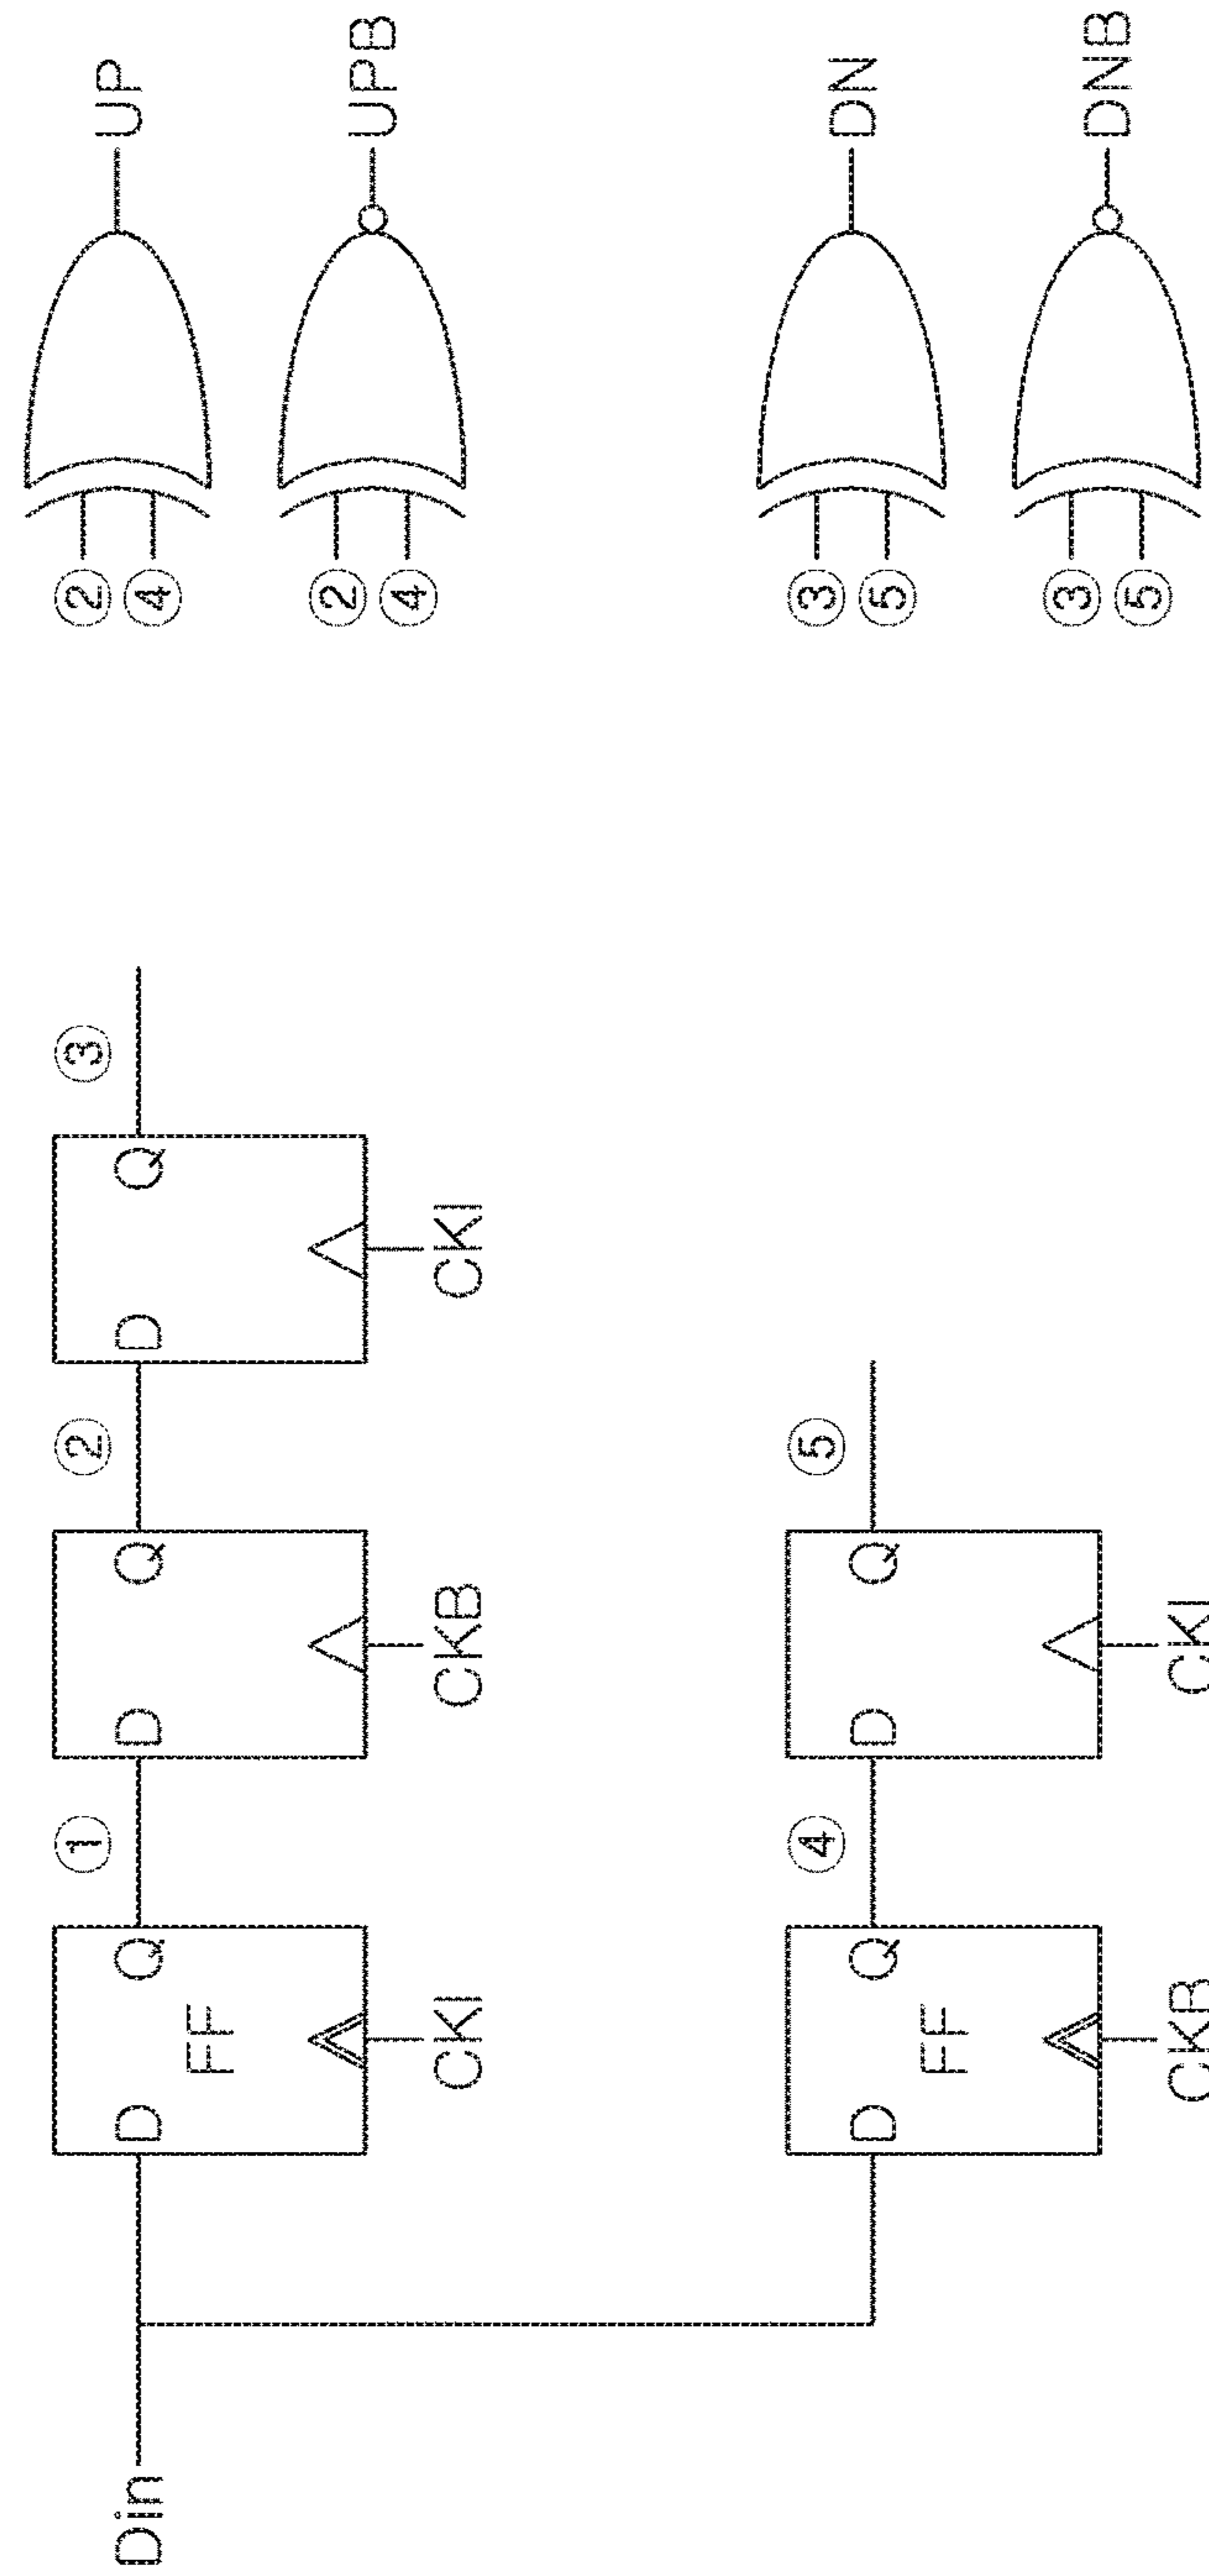 Din
D
Q
FF
CKI
①
D
Q
CKB
②
D
Q
CKI
③
D
Q
FF
CKB
④
D
Q
CKI
⑤
②
④
UP
②
④
UPB
③
⑤
DN
③
⑤
DNB